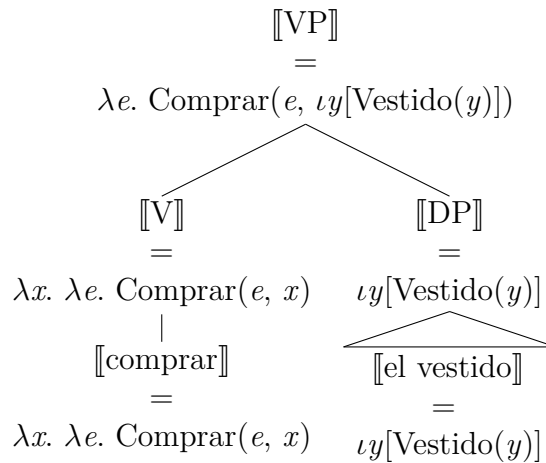 ⟦VP⟧
=
λe. Comprar(e, ιy[Vestido(y)])
⟦V⟧ ⟦DP⟧
= =
λx. λe. Comprar(e, x) ιy[Vestido(y)]
⟦comprar⟧ ⟦el vestido⟧
= =
λx. λe. Comprar(e, x) ιy[Vestido(y)]